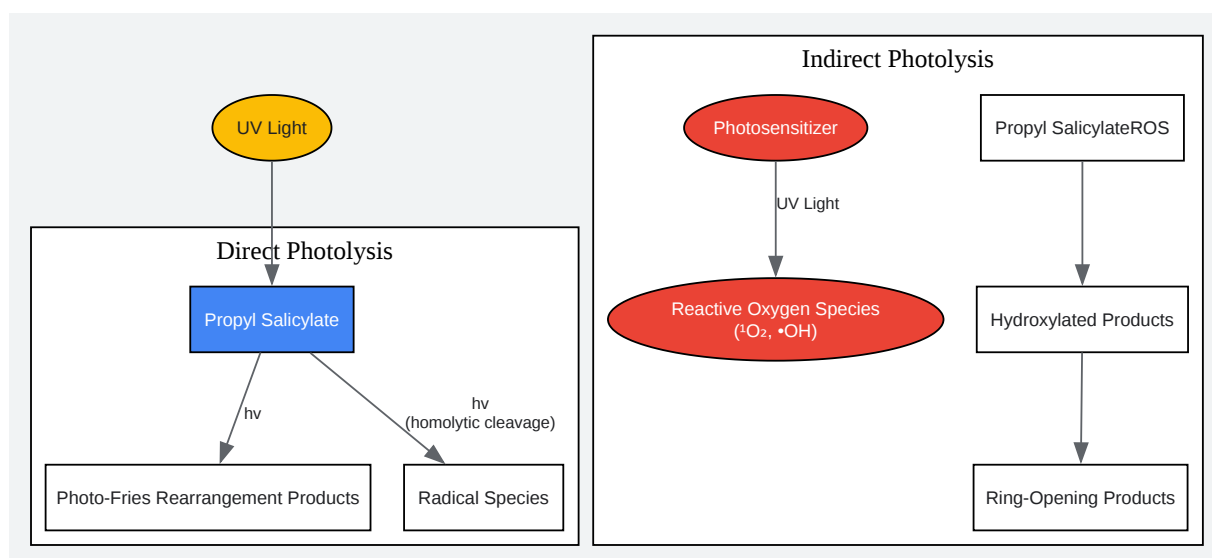 Indirect Photolysis
UV Light
Photosensitizer
Propyl SalicylateROS
UV Light
Direct Photolysis
Propyl Salicylate
Reactive Oxygen Species
(¹O₂, •OH)
Hydroxylated Products
hv
hv
(homolytic cleavage)
Photo-Fries Rearrangement Products
Radical Species
Ring-Opening Products